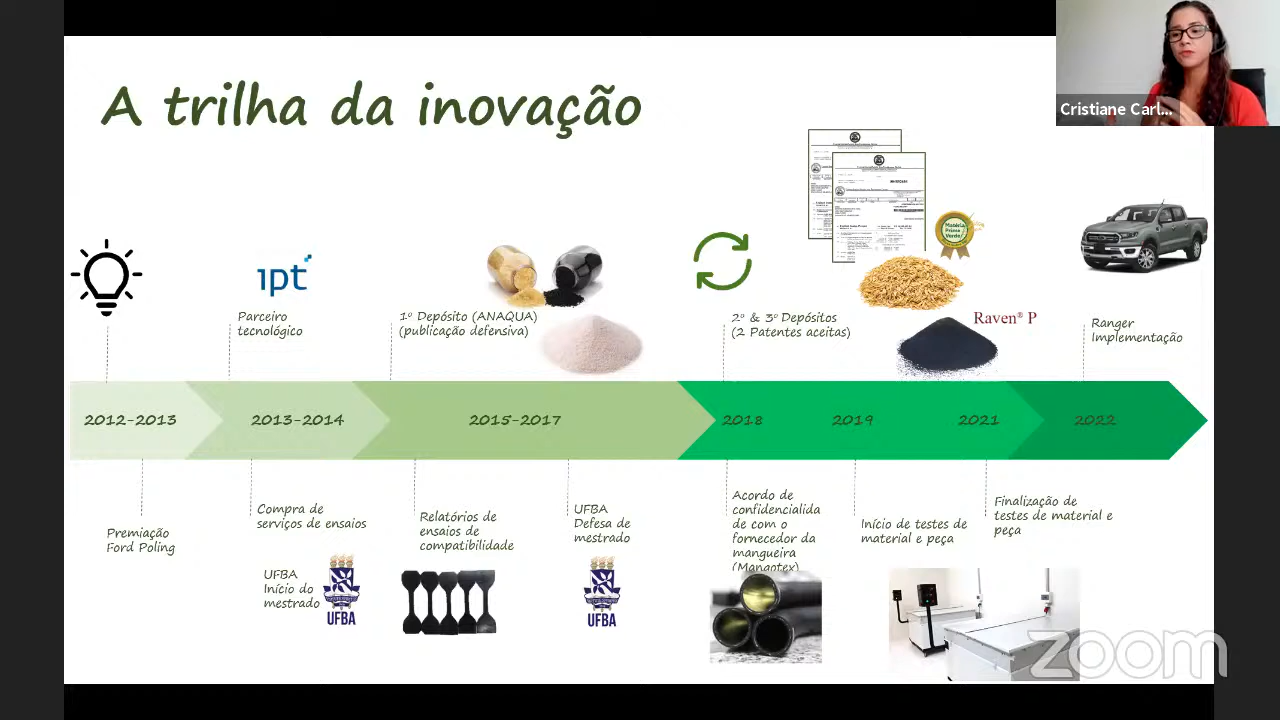 A trilha da inovação
Cristiane Carl...
Matéria
Prima
Verde
ipt
Parceiro
tecnológico
1º Depósito (ANAQUA)
(publicação defensiva)
2º & 3º Depósitos
(2 Patentes aceitas)
Raven® P
Ranger
Implementação
2012-2013
2013-2014
2015-2017
2018
2019
2021
2022
Premiação
Ford Poling
Compra de
serviços de ensaios
UFBA
Início do
mestrado
UFBA
Relatórios de
ensaios de
compatibilidade
UFBA
Defesa de
mestrado
UFBA
Acordo de
confidencialida
de com o
fornecedor da
mangueira
(Mangotex)
Início de testes de
material e peça
Finalização de
testes de material e
peça
zoom